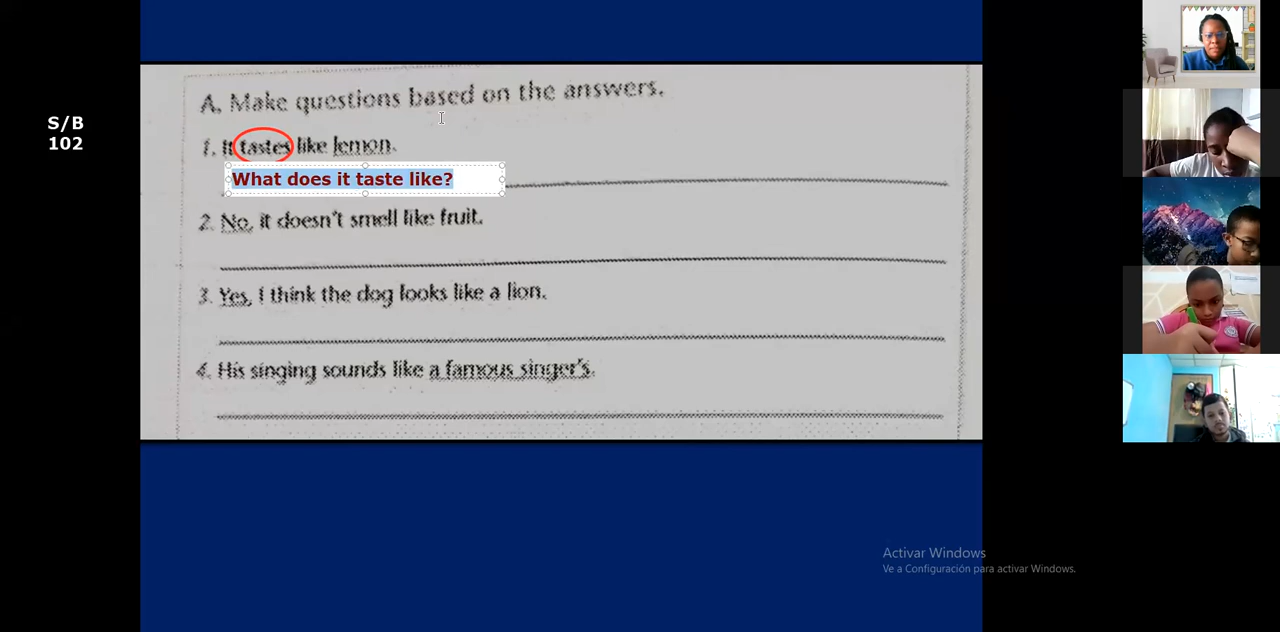 S/B
102
A. Make questions based on the answers.
1. It tastes like lemon.
What does it taste like?
2. No, it doesn't smell like fruit.
3. Yes, I think the dog looks like a lion.
4. His singing sounds like a famous singer's.
Activar Windows
Ve a Configuración para activar Windows.